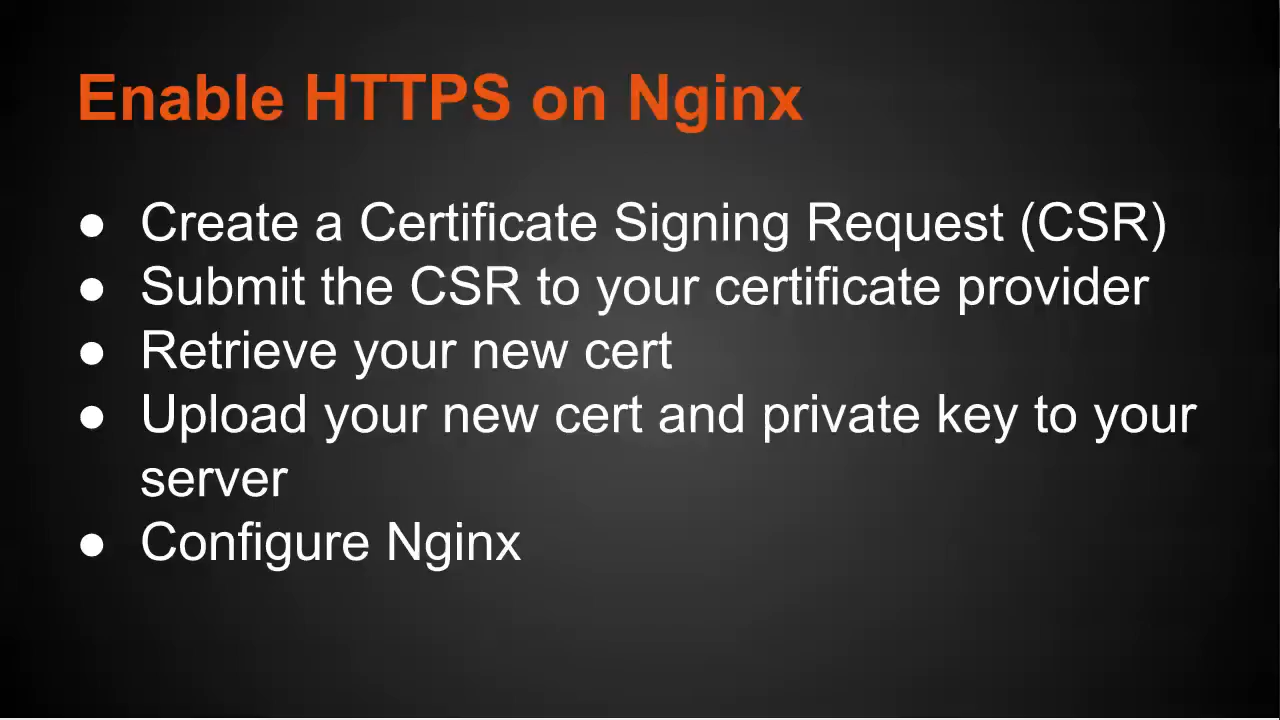 Enable HTTPS on Nginx
● Create a Certificate Signing Request (CSR)
● Submit the CSR to your certificate provider
● Retrieve your new cert
● Upload your new cert and private key to your
server
● Configure Nginx